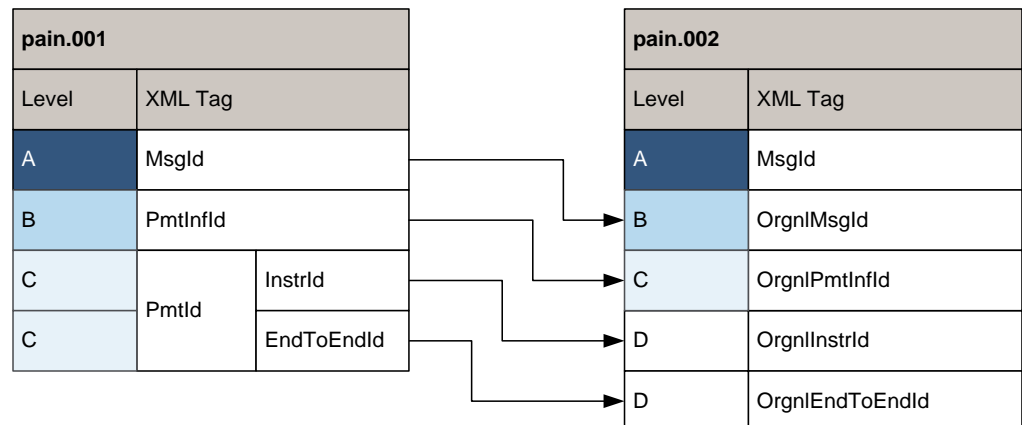 pain.001
Level XML Tag
A MsgId
B PmtInfId
C PmtId InstrId
C EndToEndId
pain.002
Level XML Tag
A MsgId
B OrgnlMsgId
C OrgnlPmtInfId
D OrgnlInstrId
D OrgnlEndToEndId